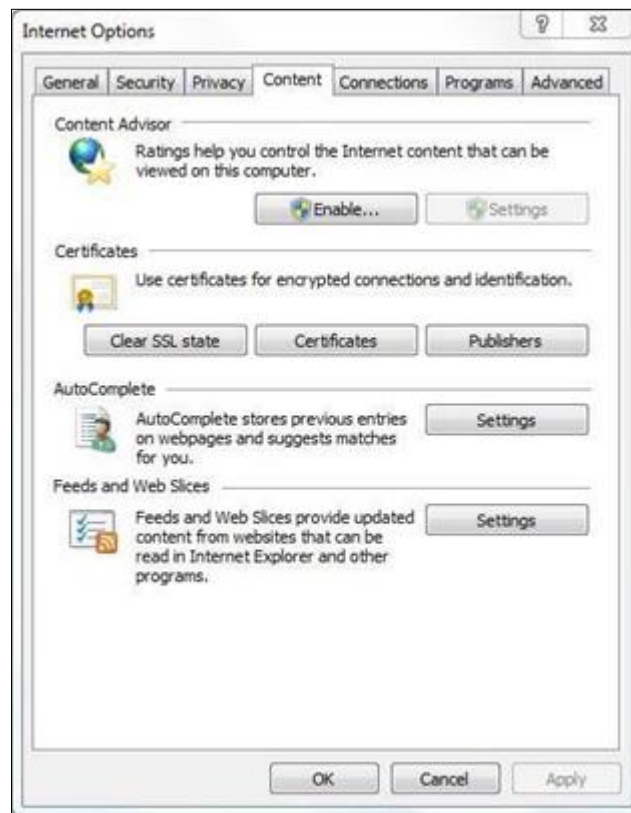 Internet Options
General Security Privacy Content Connections Programs Advanced
Content Advisor
Ratings help you control the Internet content that can be
viewed on this computer.
Enable... Settings
Certificates
Use certificates for encrypted connections and identification.
Clear SSL state Certificates Publishers
AutoComplete
AutoComplete stores previous entries
on webpages and suggests matches
for you.
Settings
Feeds and Web Slices
Feeds and Web Slices provide updated
content from websites that can be
read in Internet Explorer and other
programs.
Settings
OK Cancel Apply